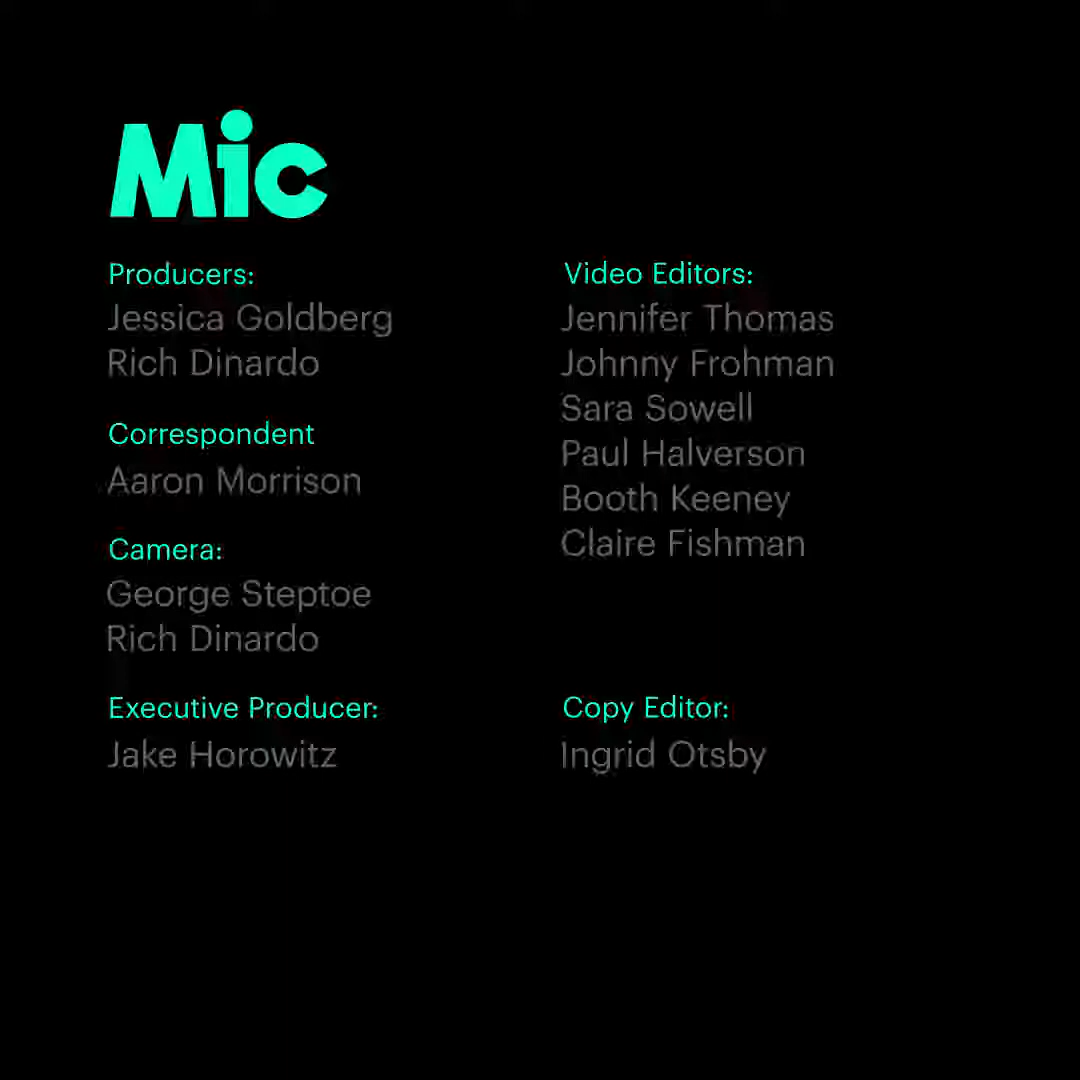 Mic
Producers:
Jessica Goldberg
Rich Dinardo
Correspondent
Aaron Morrison
Camera:
George Steptoe
Rich Dinardo
Executive Producer:
Jake Horowitz
Video Editors:
Jennifer Thomas
Johnny Frohman
Sara Sowell
Paul Halverson
Booth Keeney
Claire Fishman
Copy Editor:
Ingrid Otsby